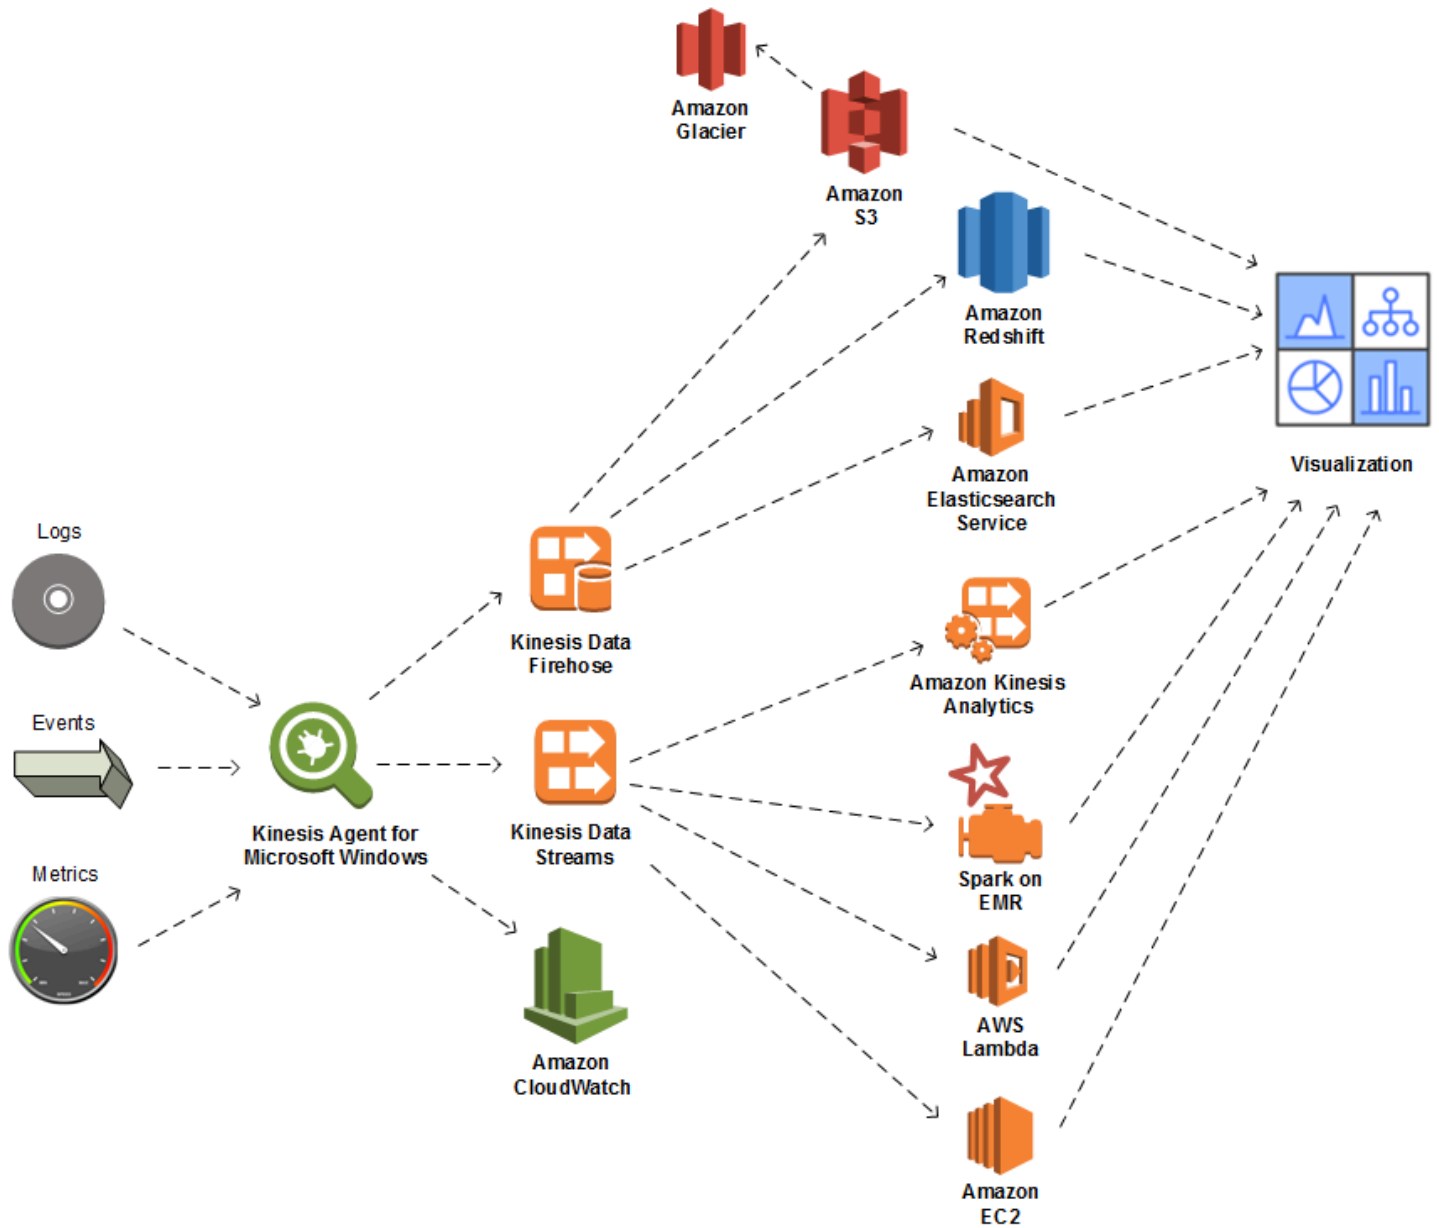 Amazon
Glacier
Amazon
S3
Amazon
Redshift
Visualization
Amazon
Elasticsearch
Service
Logs
Kinesis Data
Firehose
Amazon Kinesis
Analytics
Events
Kinesis Agent for
Microsoft Windows
Kinesis Data
Streams
Metrics
Spark on
EMR
AWS
Lambda
Amazon
CloudWatch
Amazon
EC2